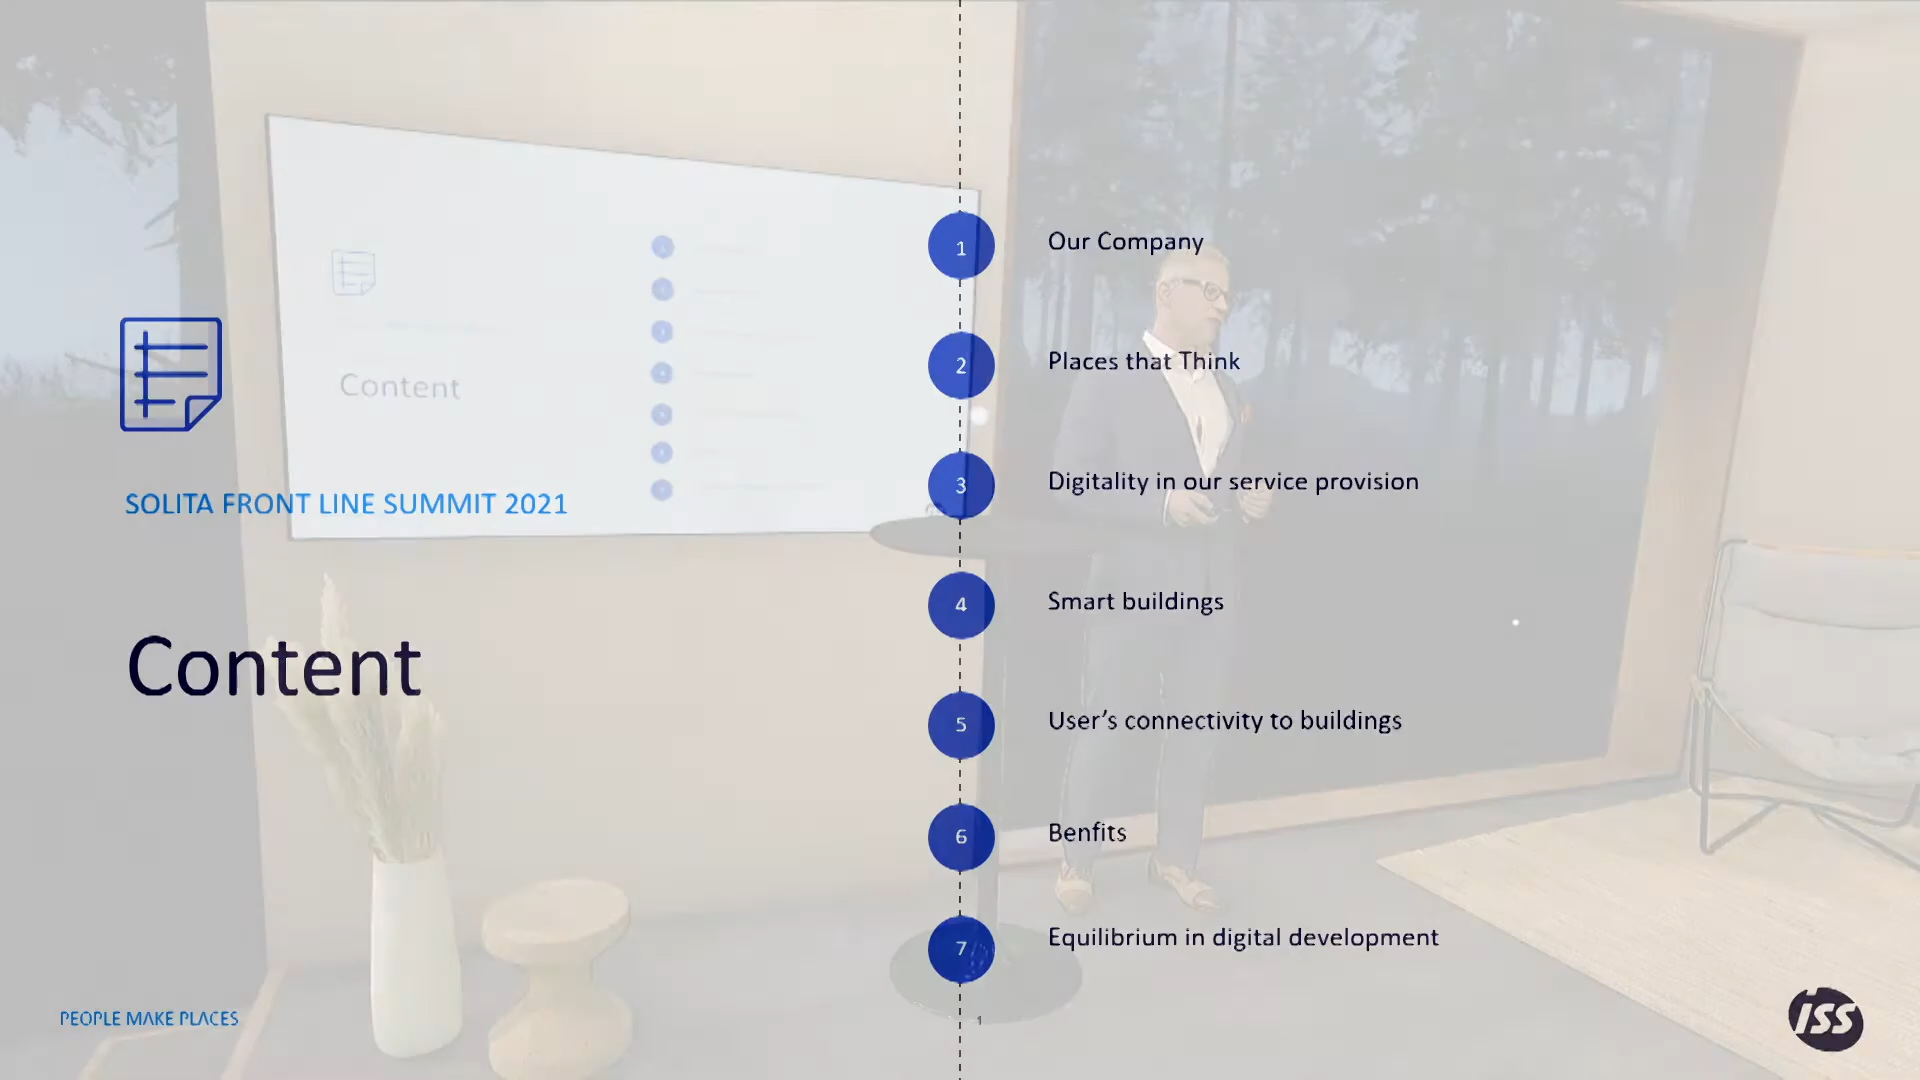 SOLITA FRONT LINE SUMMIT 2021
Content
1 Our Company
2 Places that Think
3 Digitality in our service provision
4 Smart buildings
5 User’s connectivity to buildings
6 Benfits
7 Equilibrium in digital development
Content
PEOPLE MAKE PLACES
1
ISS